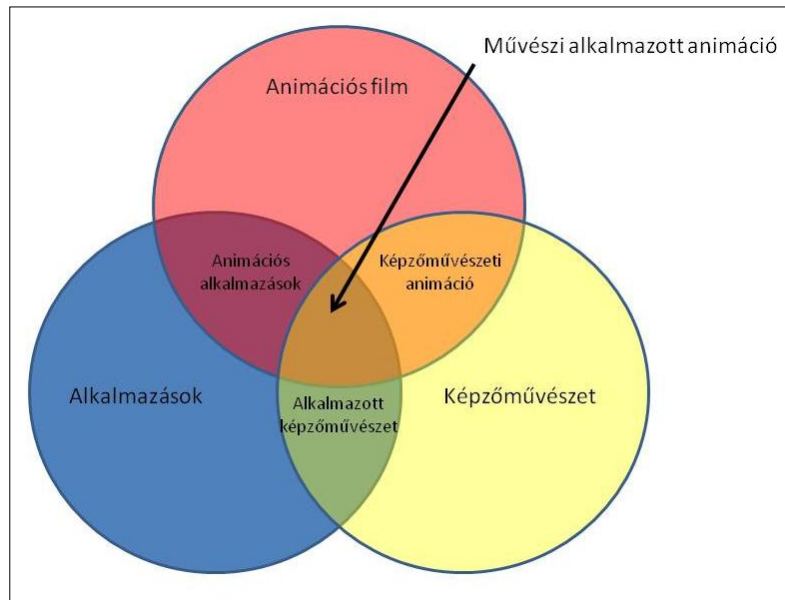 Művészi alkalmazott animáció
Animációs film
Animációs
alkalmazások
Képzőművészeti
animáció
Alkalmazások
Alkalmazott
képzőművészet
Képzőművészet